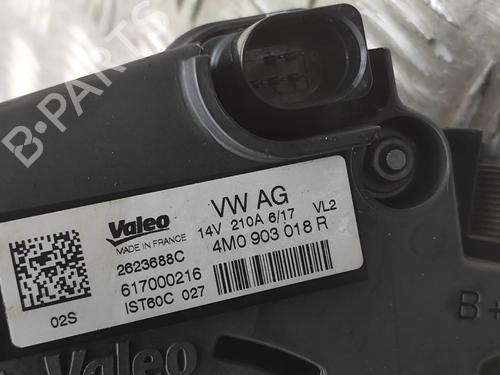 B-PARTS
Valeo
MADE IN FRANCE
VW AG
14V 210A 6/17 VL2
2623688C
4M0 903 018 R
617000216
IST60C 027
02S
B+
Valeo